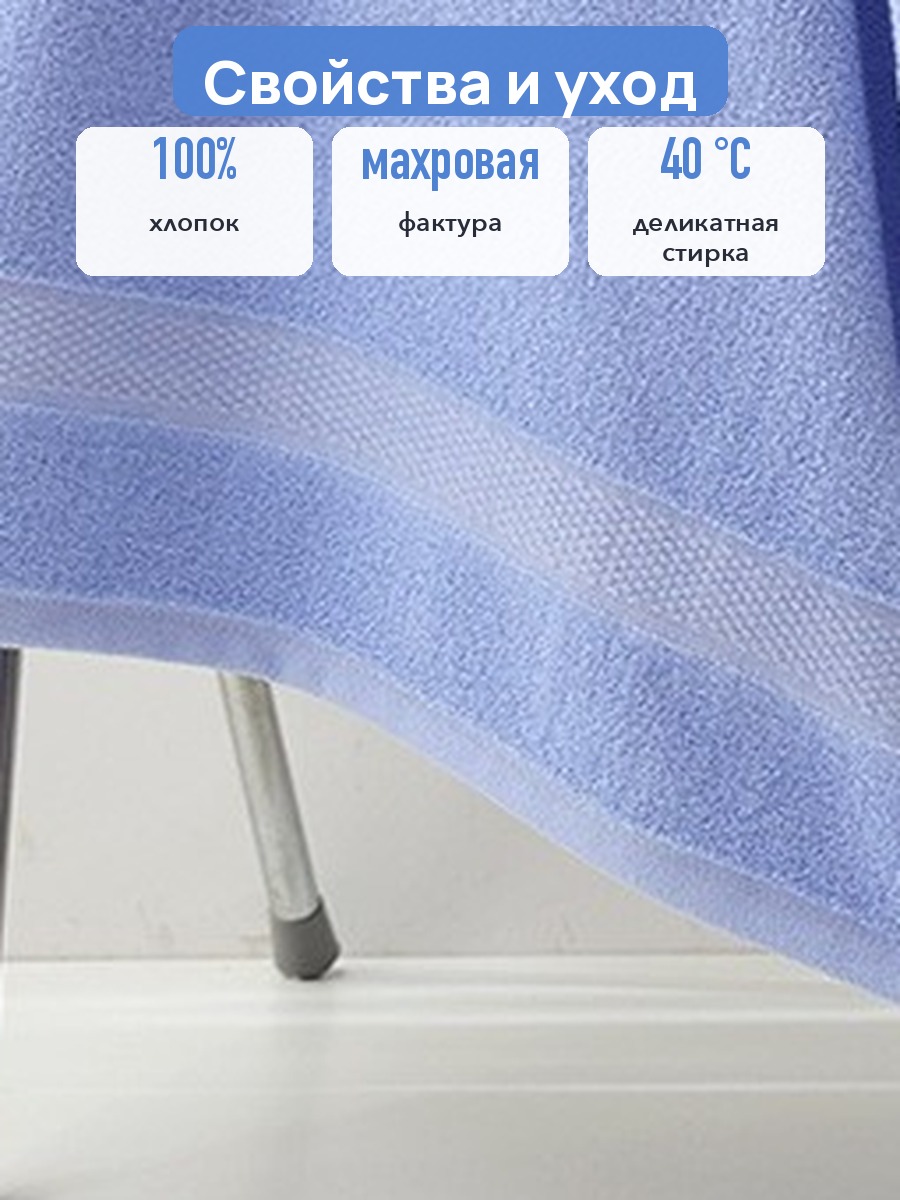 Свойства и уход
100%
хлопок
махровая
фактура
40 °C
деликатная
стирка